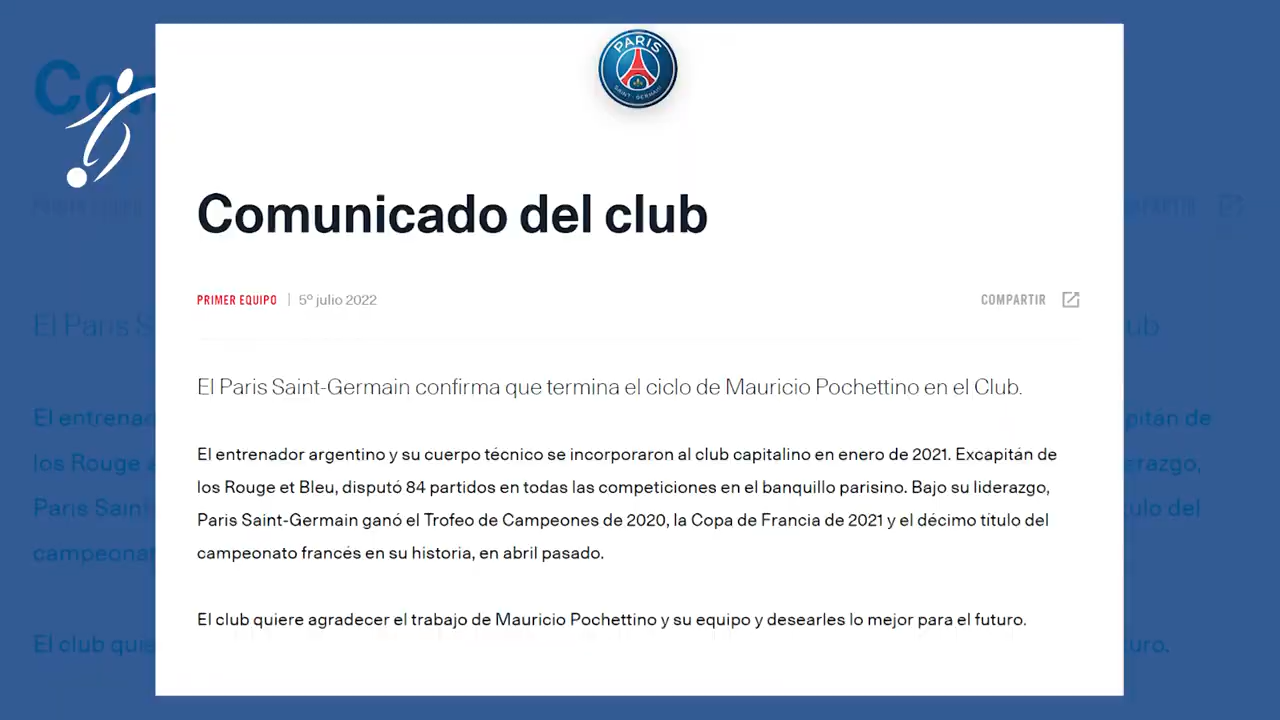 PARIS
SAINT-GERMAIN
Comunicado del club
PRIMER EQUIPO | 5º julio 2022
COMPARTIR
El Paris Saint-Germain confirma que termina el ciclo de Mauricio Pochettino en el Club.
El entrenador argentino y su cuerpo técnico se incorporaron al club capitalino en enero de 2021. Excapitán de
los Rouge et Bleu, disputó 84 partidos en todas las competiciones en el banquillo parisino. Bajo su liderazgo,
Paris Saint-Germain ganó el Trofeo de Campeones de 2020, la Copa de Francia de 2021 y el décimo título del
campeonato francés en su historia, en abril pasado.
El club quiere agradecer el trabajo de Mauricio Pochettino y su equipo y desearles lo mejor para el futuro.